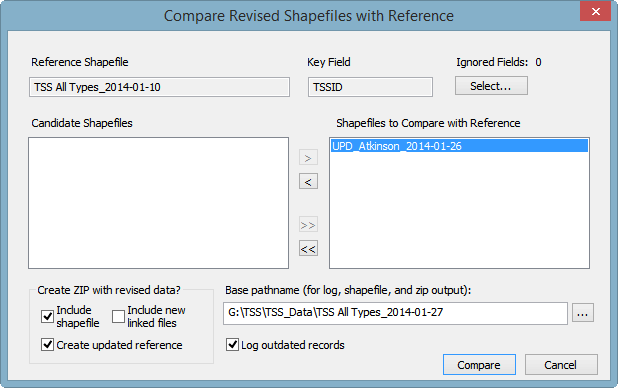 Compare Revised Shapefiles with Reference
Reference Shapefile
Key Field
Ignored Fields: 0
TSS All Types_2014-01-10
TSSID
Select...
Candidate Shapefiles
Shapefiles to Compare with Reference
UPD_Atkinson_2014-01-26
>
<
>>
<<
Create ZIP with revised data?
Base pathname (for log, shapefile, and zip output):
Include shapefile
Include new linked files
G:\TSS\TSS_Data\TSS All Types_2014-01-27
...
Create updated reference
Log outdated records
Compare
Cancel